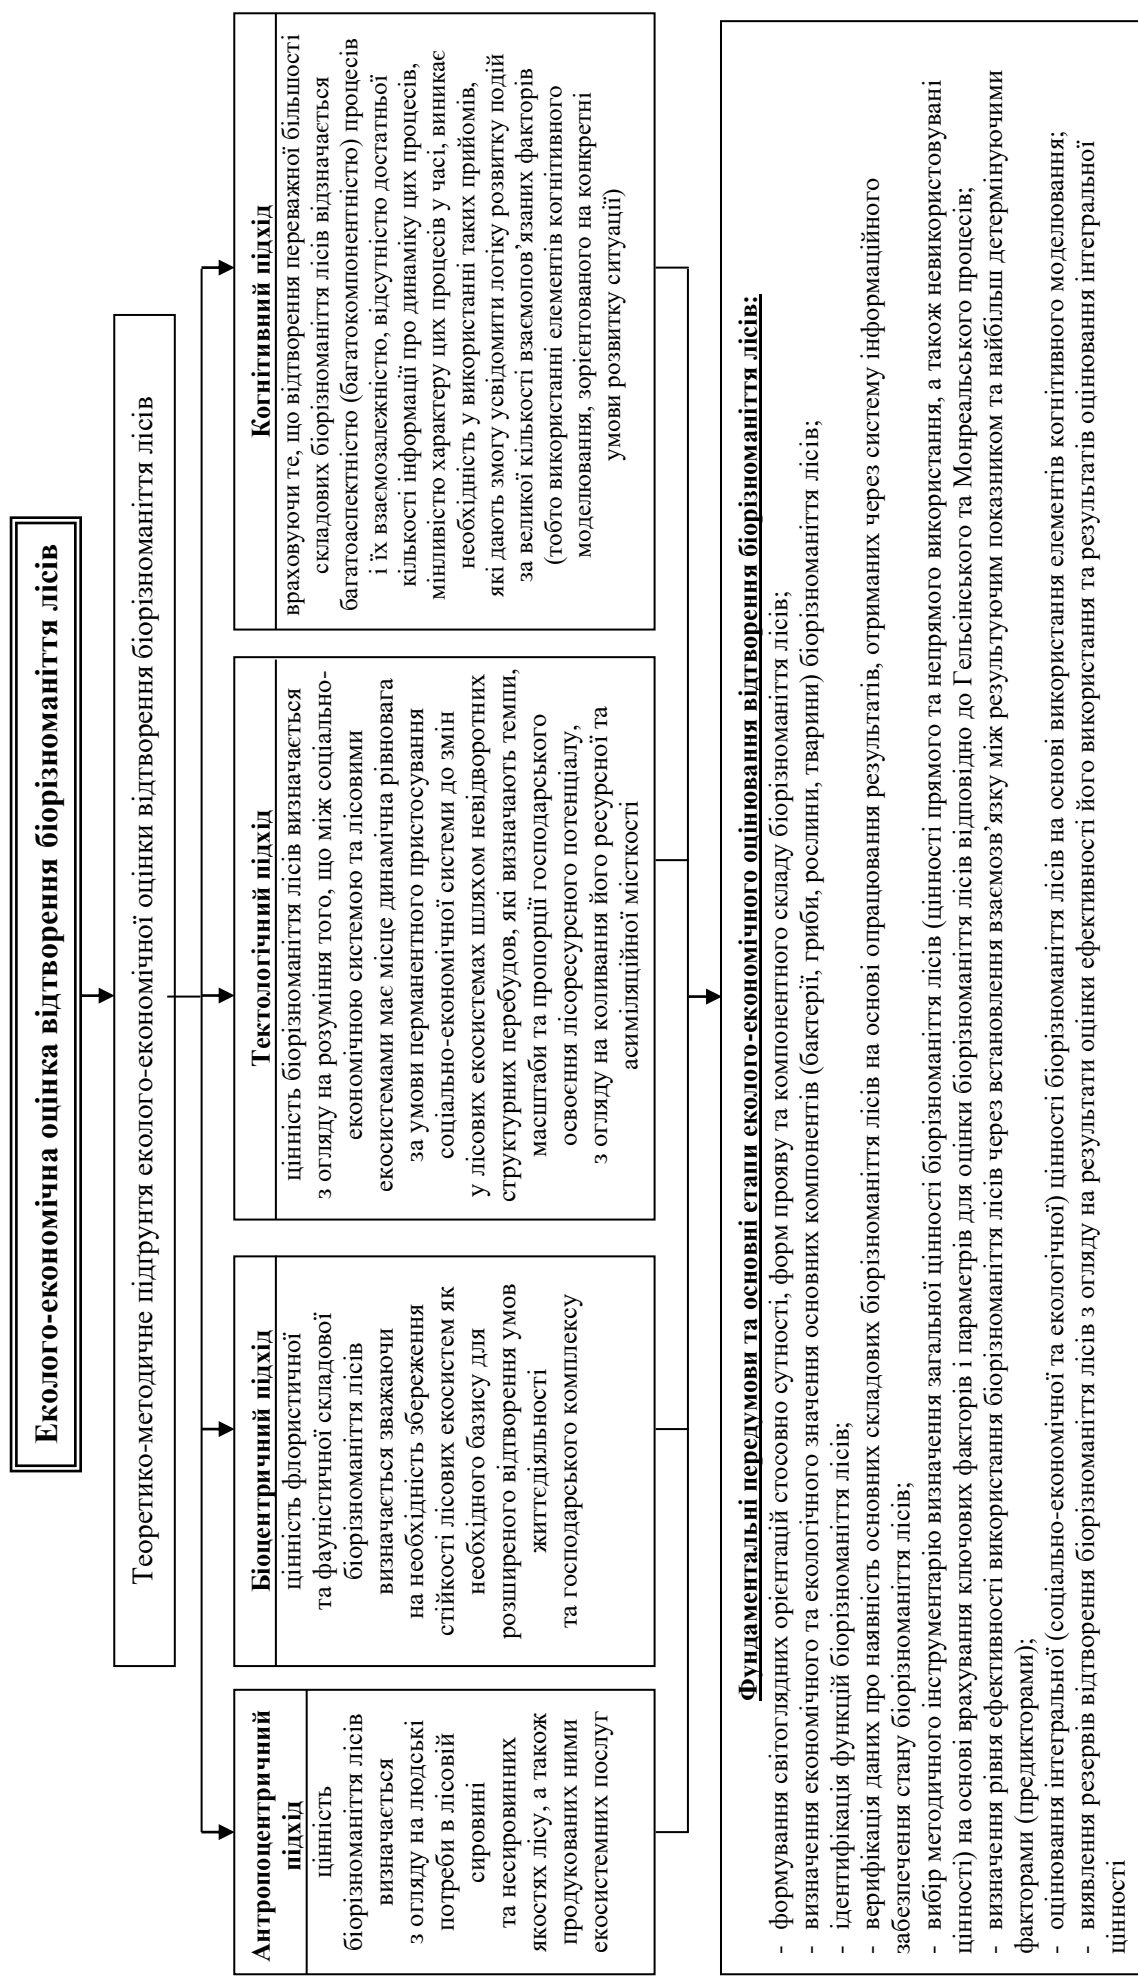 Еколого-економічна оцінка відтворення біорізноманіття лісів
Теоретико-методичне підґрунтя еколого-економічної оцінки відтворення біорізноманіття лісів
Антропоцентричний
підхід
цінність
біорізноманіття лісів
визначається
з огляду на людські
потреби в лісовій
сировині
та несировинних
якостях лісу, а також
продукованих ними
екосистемних послуг
Біоцентричний підхід
цінність флористичної
та фауністичної складової
біорізноманіття лісів
визначається зважаючи
на необхідність збереження
стійкості лісових екосистем як
необхідного базису для
розширеного відтворення умов
життєдіяльності
та господарського комплексу
Тектологічний підхід
цінність біорізноманіття лісів визначається
з огляду на розуміння того, що між соціально-
економічною системою та лісовими
екосистемами має місце динамічна рівновага
за умови перманентного пристосування
соціально-економічної системи до змін
у лісових екосистемах шляхом невідворотних
структурних перебудов, які визначають темпи,
масштаби та пропорції господарського
освоєння лісоресурсного потенціалу,
з огляду на коливання його ресурсної та
асиміляційної місткості
Когнітивний підхід
враховуючи те, що відтворення переважної більшості
складових біорізноманіття лісів відзначається
багатоаспектністю (багатокомпонентністю) процесів
і їх взаємозалежністю, відсутністю достатньої
кількості інформації про динаміку цих процесів,
мінливістю характеру цих процесів у часі, виникає
необхідність у використанні таких прийомів,
які дають змогу усвідомити логіку розвитку подій
за великої кількості взаємопов’язаних факторів
(тобто використанні елементів когнітивного
моделювання, зорієнтованого на конкретні
умови розвитку ситуації)
Фундаментальні передумови та основні етапи еколого-економічного оцінювання відтворення біорізноманіття лісів:
- формування світоглядних орієнтацій стосовно сутності, форм прояву та компонентного складу біорізноманіття лісів;
- визначення економічного та екологічного значення основних компонентів (бактерії, гриби, рослини, тварини) біорізноманіття лісів;
- ідентифікація функцій біорізноманіття лісів;
- верифікація даних про наявність основних складових біорізноманіття лісів на основі опрацювання результатів, отриманих через систему інформаційного
забезпечення стану біорізноманіття лісів;
- вибір методичного інструментарію визначення загальної цінності біорізноманіття лісів (цінності прямого та непрямого використання, а також невикористовувані
цінності) на основі врахування ключових факторів і параметрів для оцінки біорізноманіття лісів відповідно до Гельсінського та Монреальського процесів;
- визначення рівня ефективності використання біорізноманіття лісів через встановлення взаємозв’язку між результуючим показником та найбільш детермінуючими
факторами (предикторами);
- оцінювання інтегральної (соціально-економічної та екологічної) цінності біорізноманіття лісів на основі використання елементів когнітивного моделювання;
- виявлення резервів відтворення біорізноманіття лісів з огляду на результати оцінки ефективності його використання та результатів оцінювання інтегральної
цінності